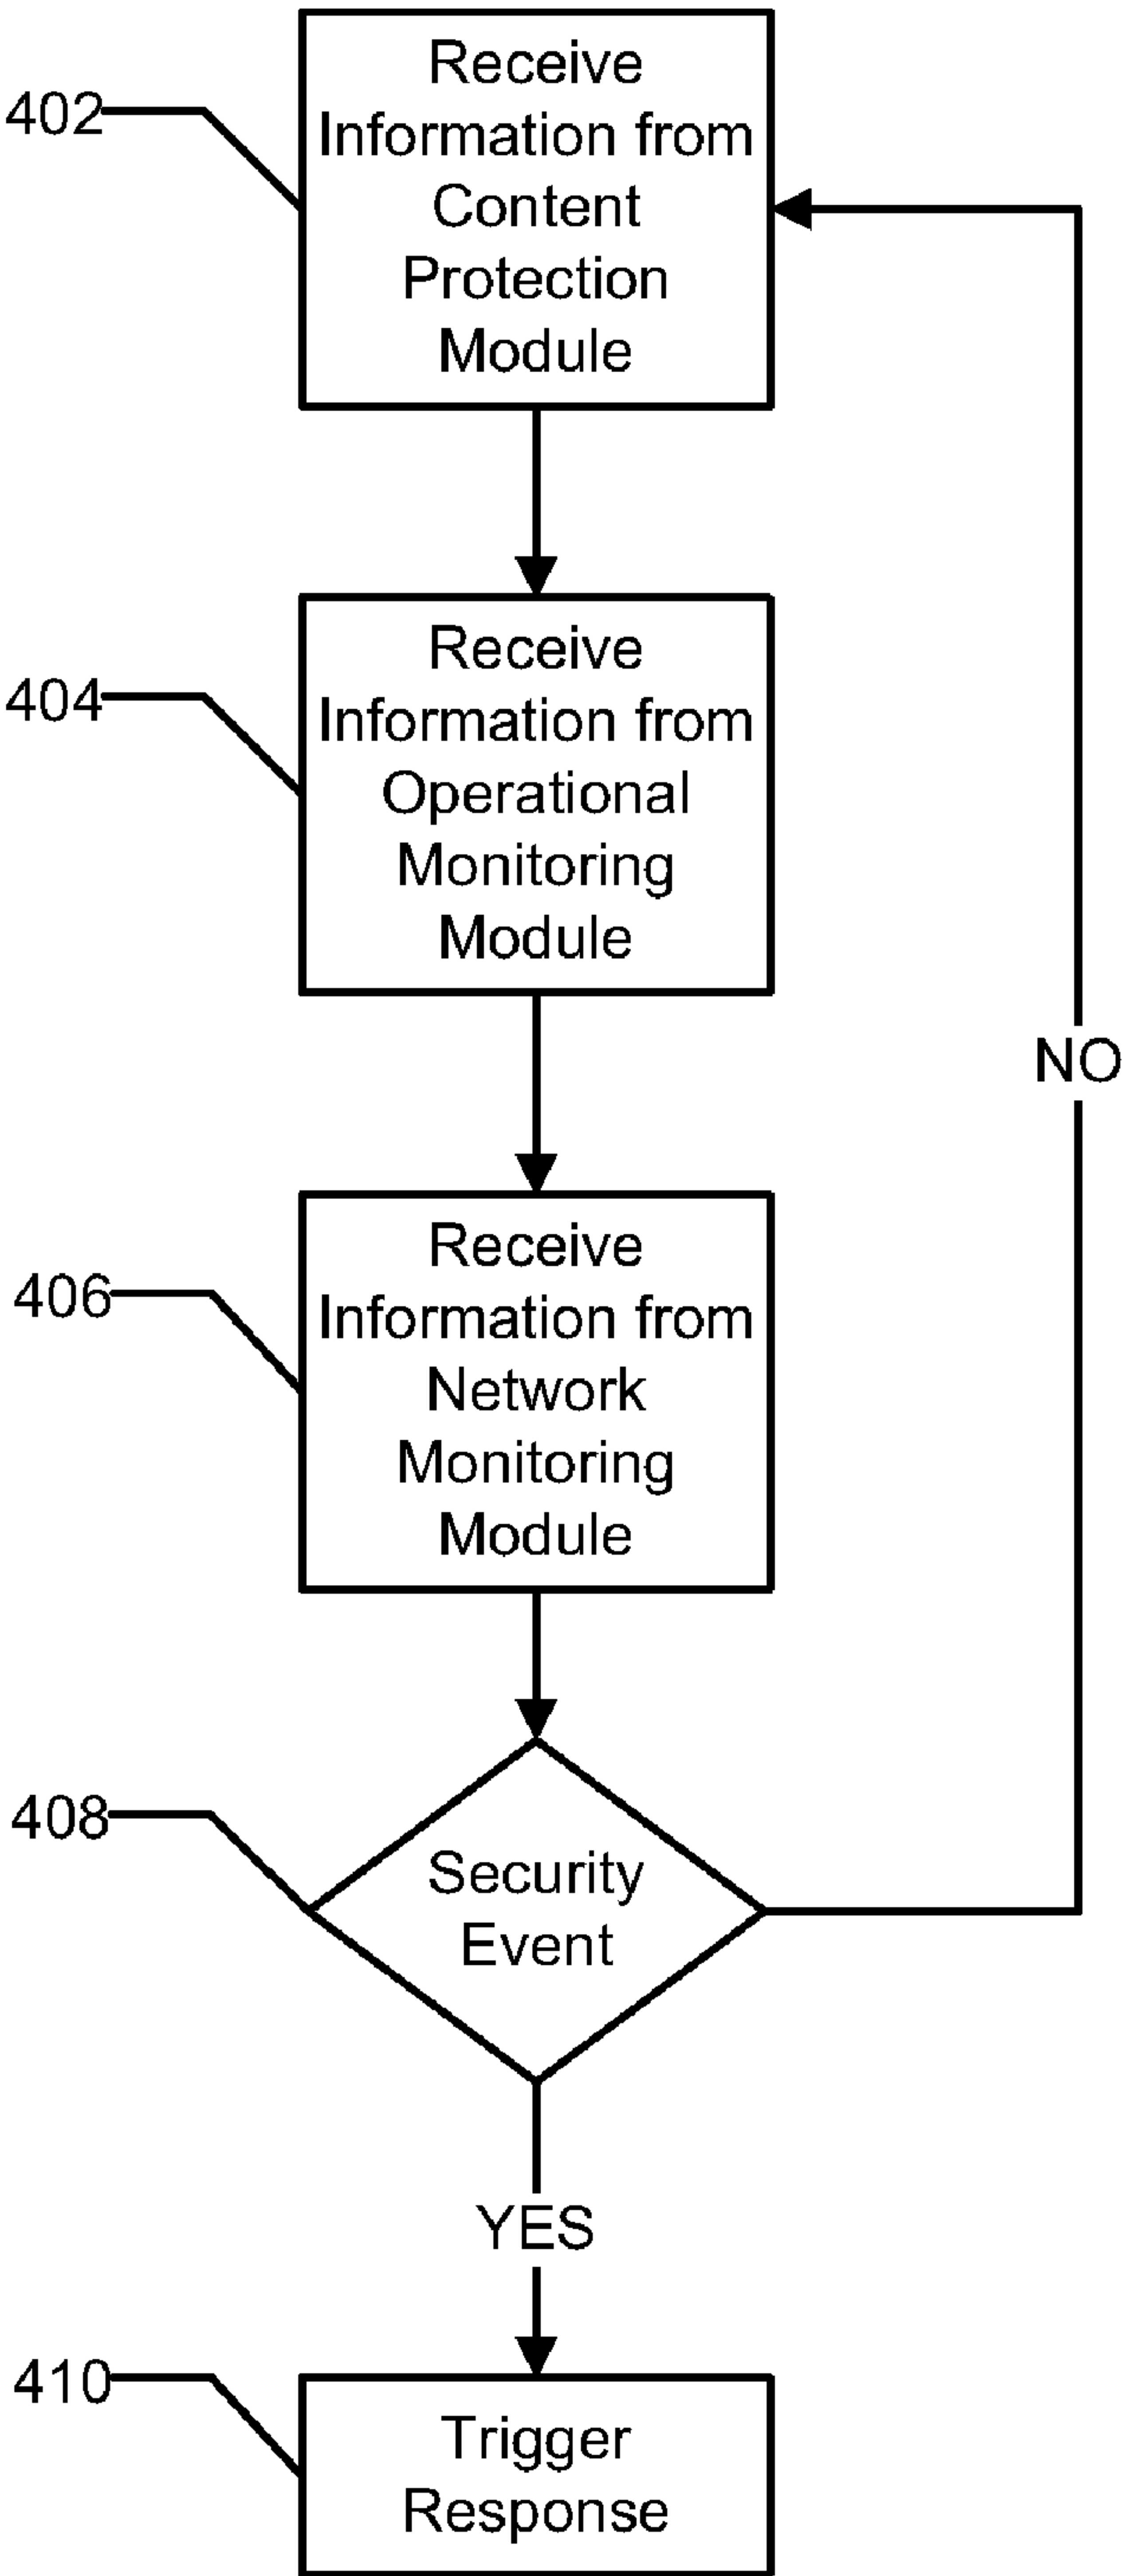 402
Receive
Information from
Content
Protection
Module
404
Receive
Information from
Operational
Monitoring
Module
NO
406
Receive
Information from
Network
Monitoring
Module
408
Security
Event
YES
410
Trigger
Response